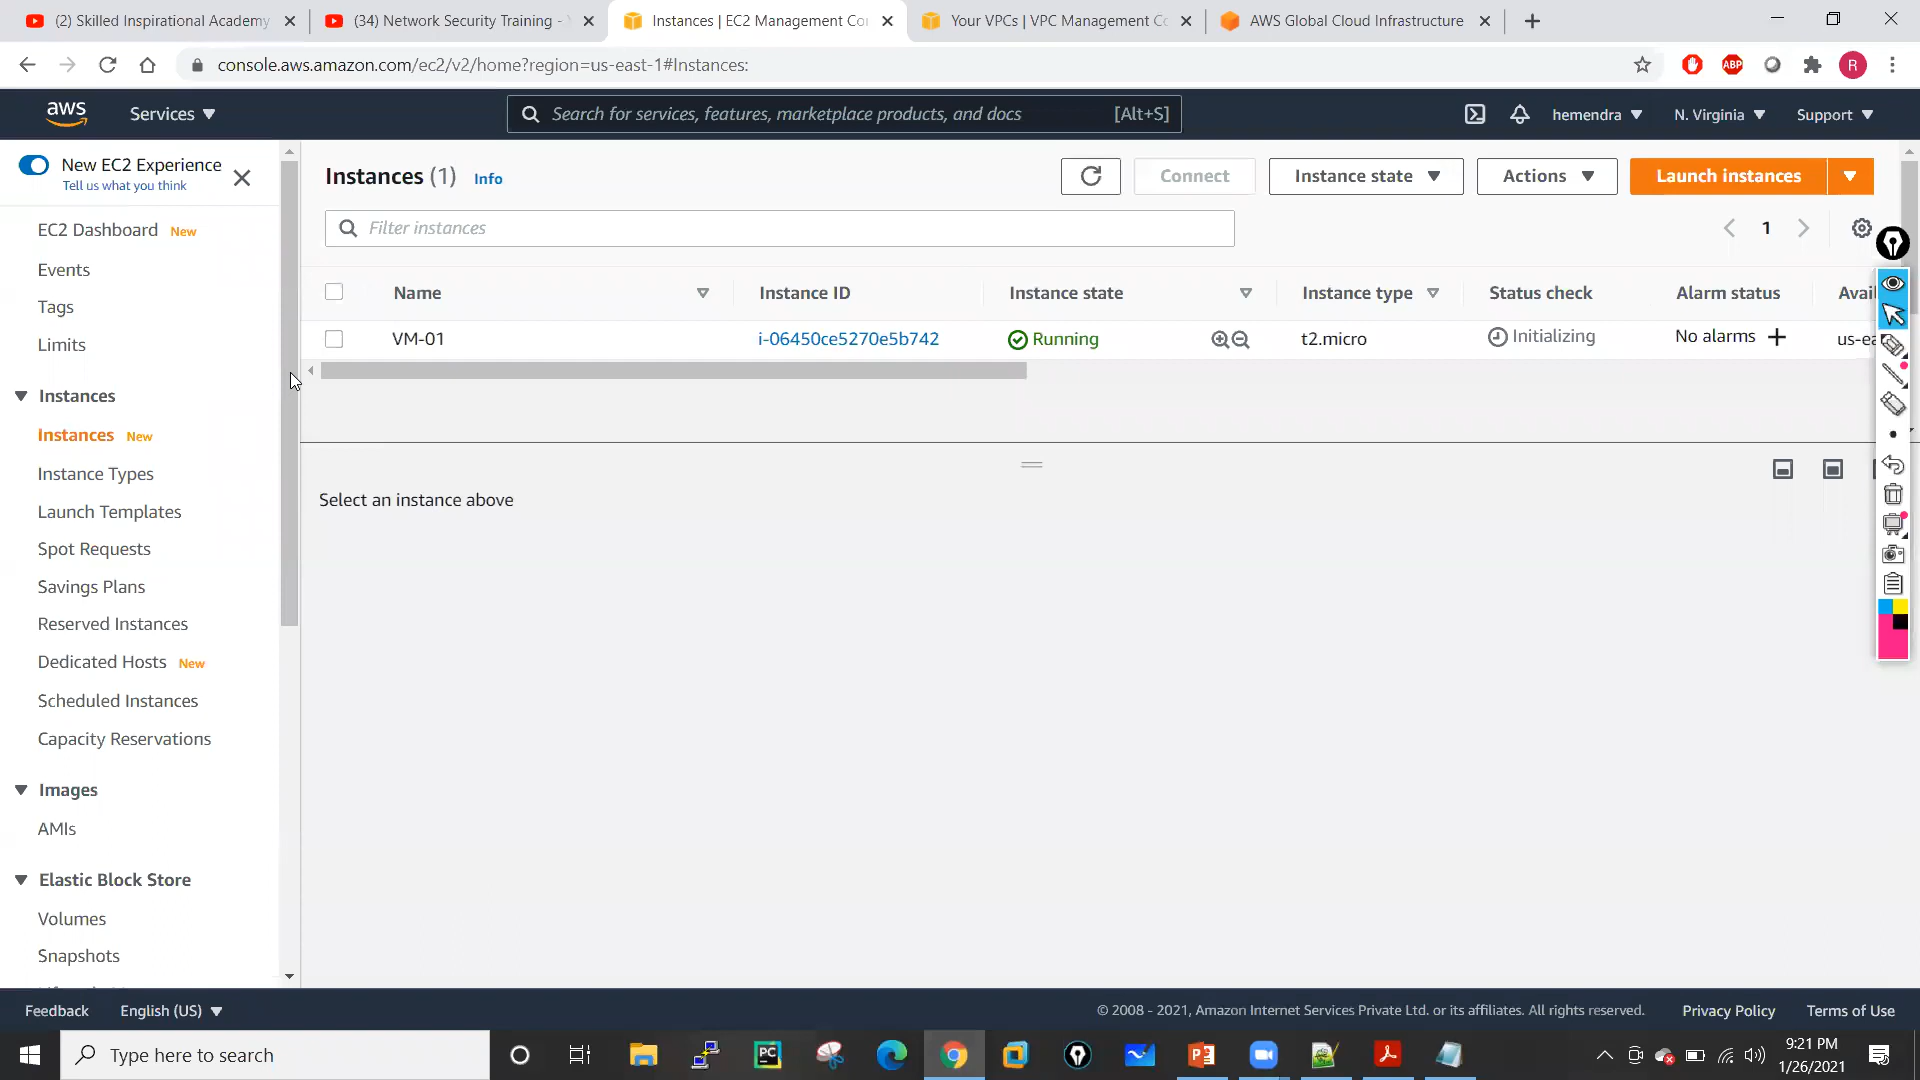 (2) Skilled Inspirational Academy
(34) Network Security Training -
Instances | EC2 Management Co
Your VPCs | VPC Management Co
AWS Global Cloud Infrastructure
console.aws.amazon.com/ec2/v2/home?region=us-east-1#Instances:
ABP
R
aws
Services
Search for services, features, marketplace products, and docs
[Alt+S]
hemendra
N. Virginia
Support
New EC2 Experience
Tell us what you think
Instances (1)
Info
Connect
Instance state
Actions
Launch instances
Filter instances
1
EC2 Dashboard New
Events
Tags
Limits
Instances
Instances New
Instance Types
Launch Templates
Spot Requests
Savings Plans
Reserved Instances
Dedicated Hosts New
Scheduled Instances
Capacity Reservations
Images
AMIs
Elastic Block Store
Volumes
Snapshots
Name
Instance ID
Instance state
Instance type
Status check
Alarm status
Avai
VM-01
i-06450ce5270e5b742
Running
t2.micro
Initializing
No alarms
us-ea
Select an instance above
Feedback
English (US)
© 2008 - 2021, Amazon Internet Services Private Ltd. or its affiliates. All rights reserved.
Privacy Policy
Terms of Use
Type here to search
PC
9:21 PM
1/26/2021